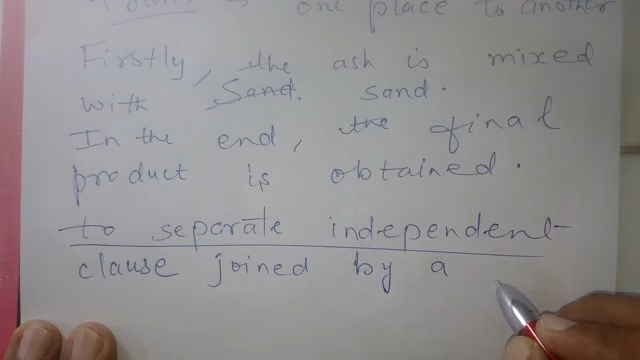 one place to another
Firstly, the ash is mixed
with Sand. sand.
In the end, the final
product is obtained.
to separate independent
clause joined by a